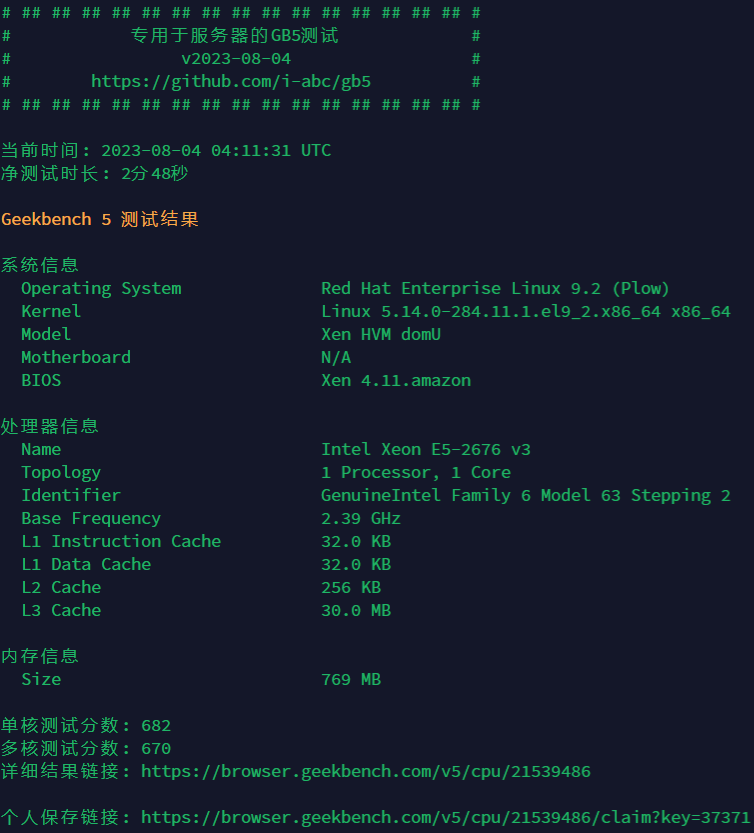 # ## ## ## ## ## ## ## ## ## ## ## ## ## ## ## #
# 专用于服务器的GB5测试 #
# v2023-08-04 #
# https://github.com/i-abc/gb5 #
# ## ## ## ## ## ## ## ## ## ## ## ## ## ## ## #
当前时间: 2023-08-04 04:11:31 UTC
净测试时长: 2分48秒
Geekbench 5 测试结果
系统信息
Operating System Red Hat Enterprise Linux 9.2 (Plow)
Kernel Linux 5.14.0-284.11.1.el9_2.x86_64 x86_64
Model Xen HVM domU
Motherboard N/A
BIOS Xen 4.11.amazon
处理器信息
Name Intel Xeon E5-2676 v3
Topology 1 Processor, 1 Core
Identifier GenuineIntel Family 6 Model 63 Stepping 2
Base Frequency 2.39 GHz
L1 Instruction Cache 32.0 KB
L1 Data Cache 32.0 KB
L2 Cache 256 KB
L3 Cache 30.0 MB
内存信息
Size 769 MB
单核测试分数: 682
多核测试分数: 670
详细结果链接: https://browser.geekbench.com/v5/cpu/21539486
个人保存链接: https://browser.geekbench.com/v5/cpu/21539486/claim?key=37371